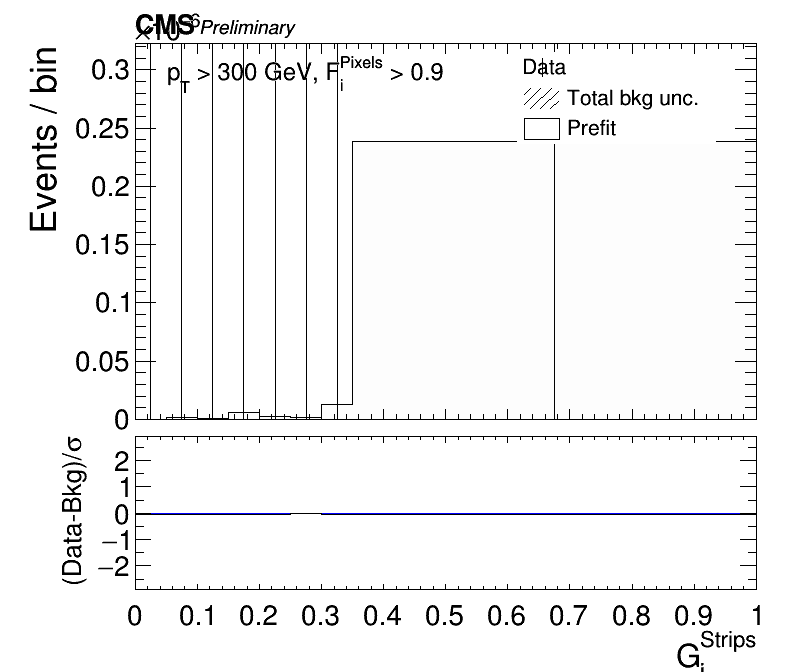 CMS Preliminary
×10⁻⁶
Events / bin
p_T > 300 GeV, F_i^Pixels > 0.9
Data
Total bkg unc.
Prefit
0.3
0.25
0.2
0.15
0.1
0.05
0
(Data-Bkg)/σ
2
1
0
−1
−2
0 0.1 0.2 0.3 0.4 0.5 0.6 0.7 0.8 0.9 1
G_i^Strips